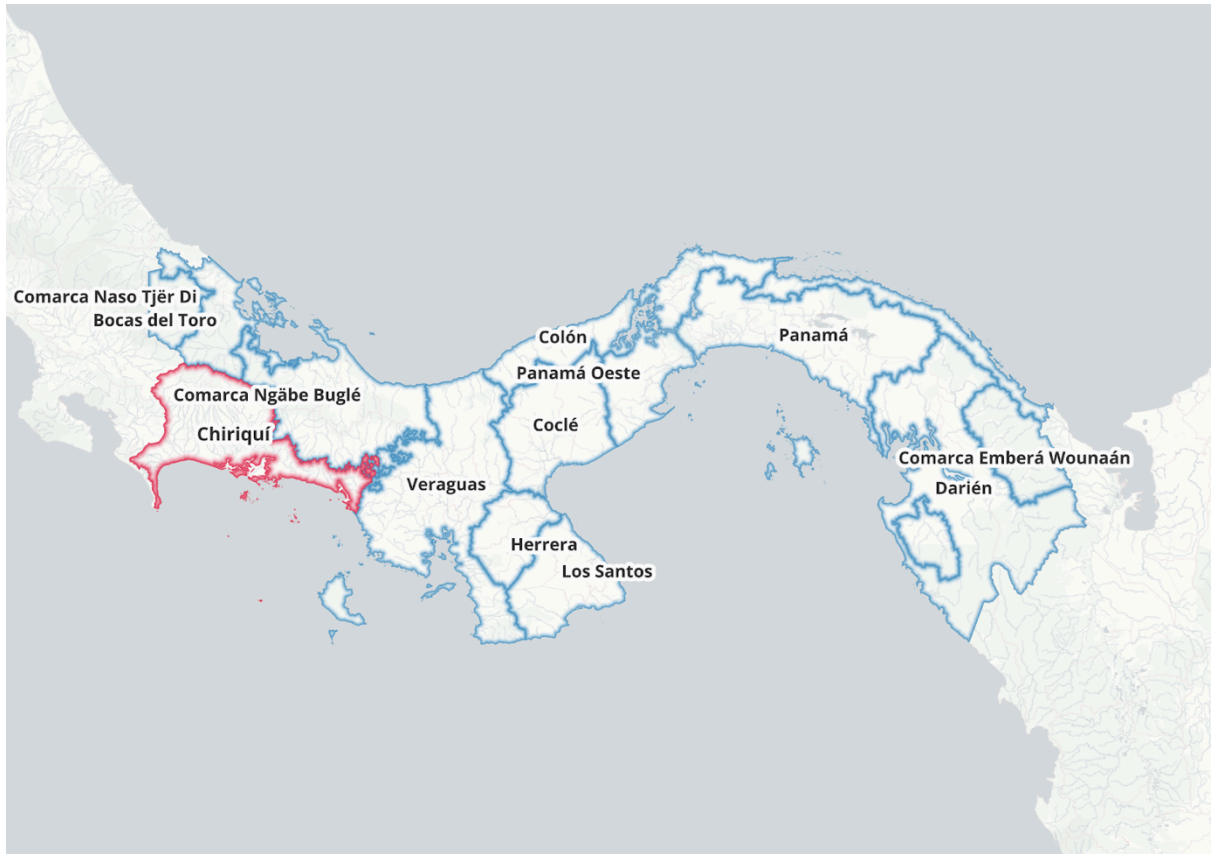 Comarca Naso Tjër Di
Bocas del Toro
Colón
Panamá
Panamá Oeste
Comarca Ngäbe Buglé
Coclé
Chiriquí
Comarca Emberá Wounaán
Veraguas
Darién
Herrera
Los Santos